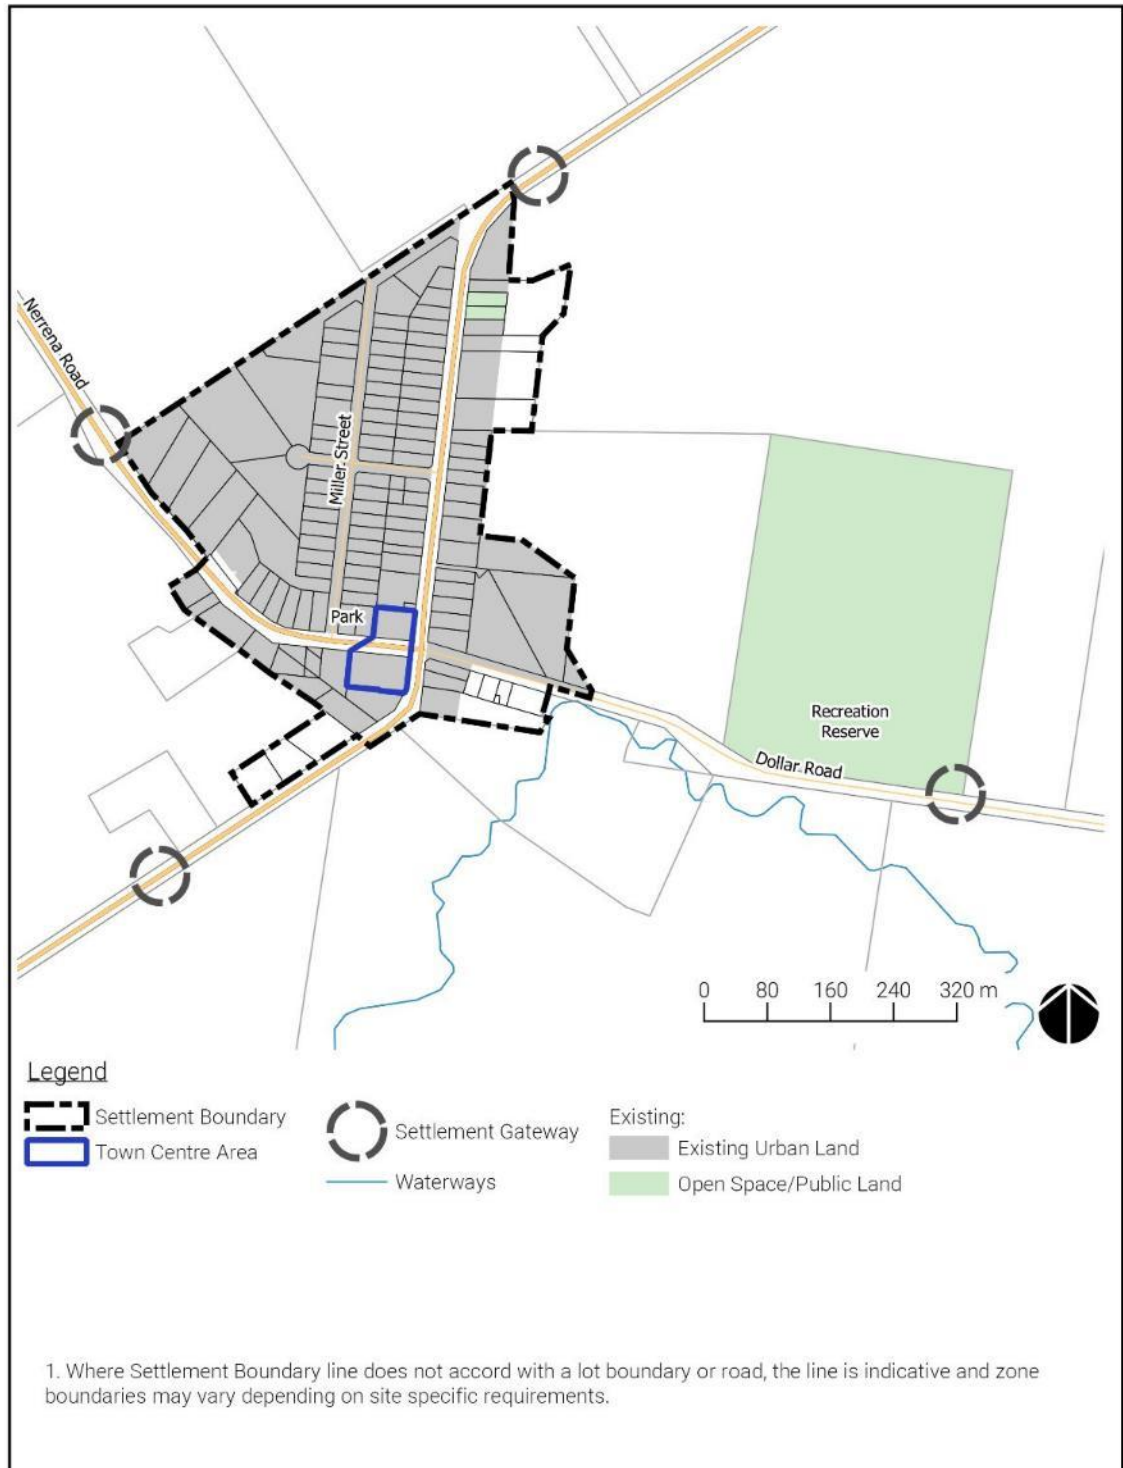 Nerrena Road
Miller Street
Park
Recreation
Reserve
Dollar Road
0 80 160 240 320 m
Legend
Settlement Boundary
Town Centre Area
Settlement Gateway
Waterways
Existing:
Existing Urban Land
Open Space/Public Land
1. Where Settlement Boundary line does not accord with a lot boundary or road, the line is indicative and zone
boundaries may vary depending on site specific requirements.